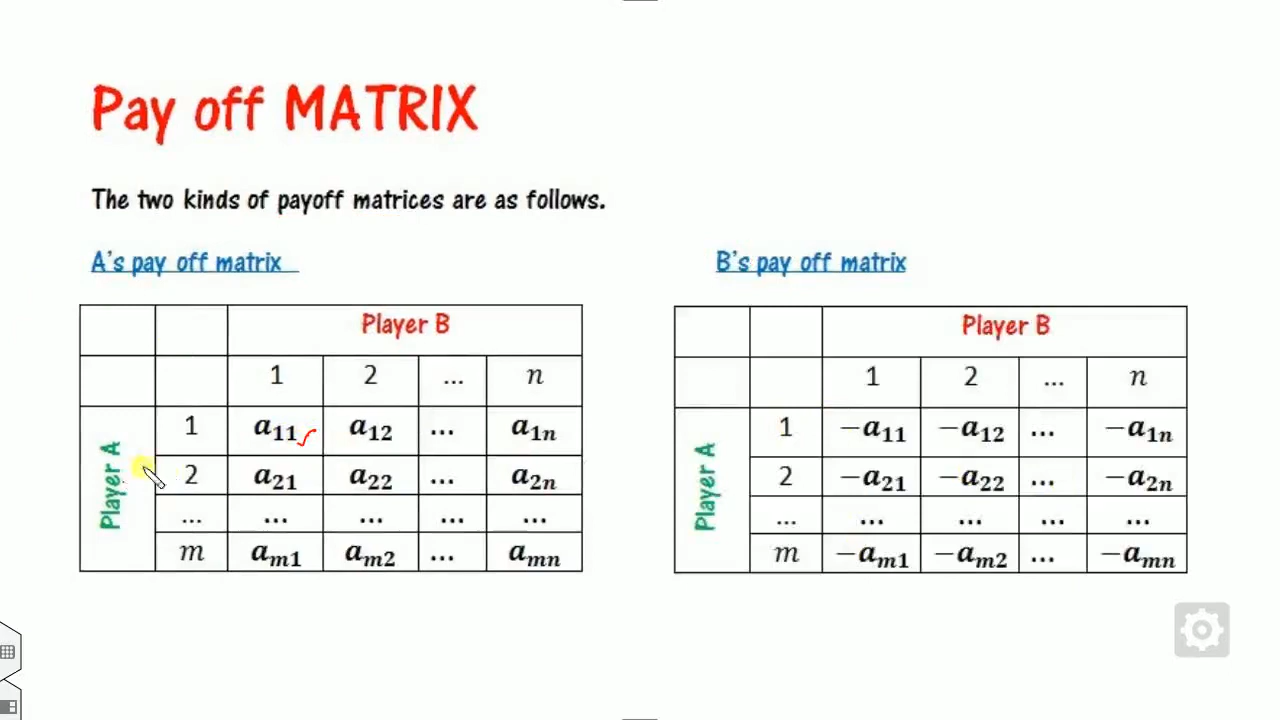 Pay off MATRIX
The two kinds of payoff matrices are as follows.
A's pay off matrix
Player B
1 2 ... n
Player A
1 a11 a12 ... a1n
2 a21 a22 ... a2n
... ... ... ... ...
m am1 am2 ... amn
B's pay off matrix
Player B
1 2 ... n
Player A
1 −a11 −a12 ... −a1n
2 −a21 −a22 ... −a2n
... ... ... ... ...
m −am1 −am2 ... −amn